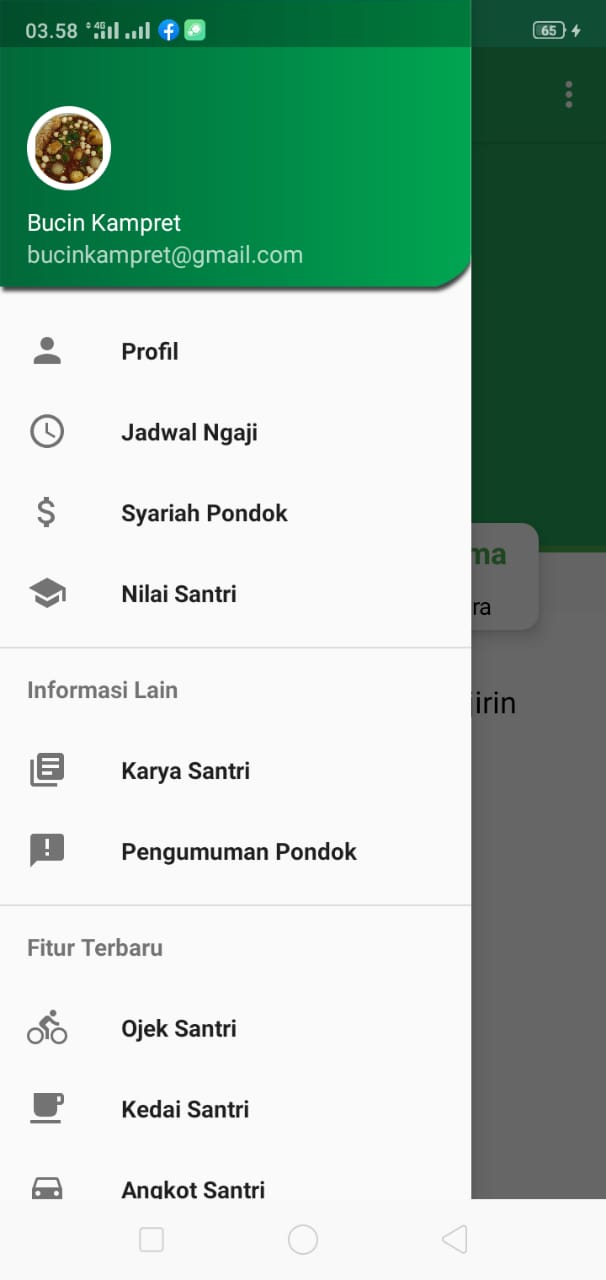 03.58 4G 65
Bucin Kampret
bucinkampret@gmail.com
Profil
Jadwal Ngaji
Syariah Pondok
Nilai Santri
ma
ra
Informasi Lain
irin
Karya Santri
Pengumuman Pondok
Fitur Terbaru
Ojek Santri
Kedai Santri
Angkot Santri